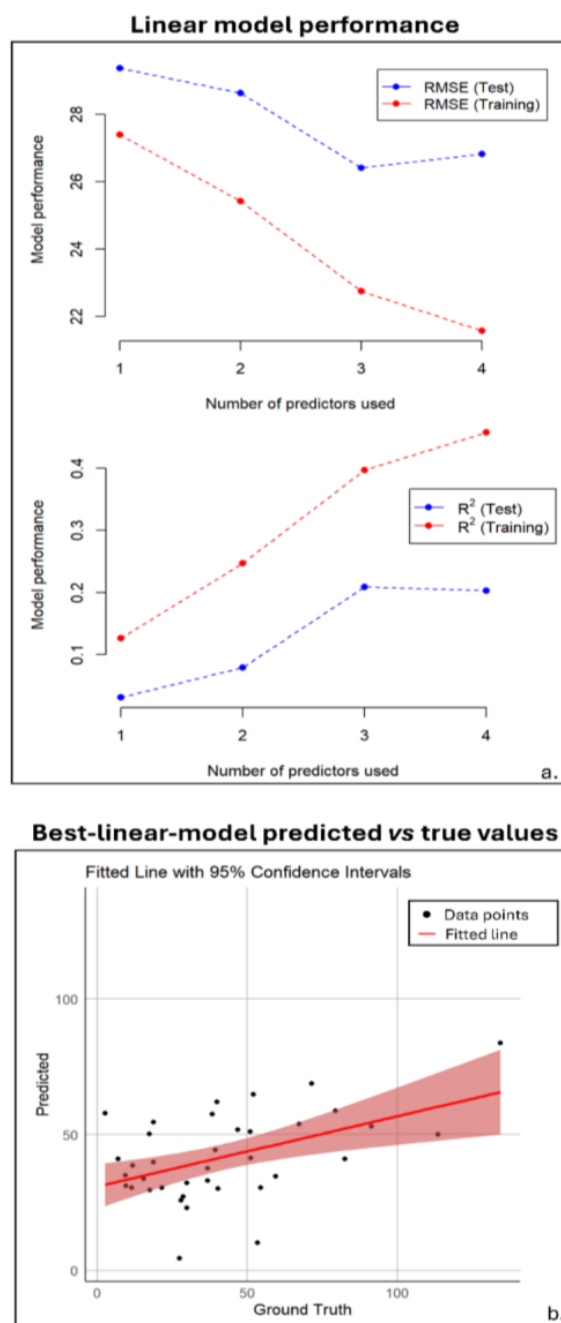 Linear model performance
RMSE (Test)
RMSE (Training)
Model performance
28
26
24
22
1 2 3 4
Number of predictors used
R² (Test)
R² (Training)
Model performance
0.4
0.3
0.2
0.1
1 2 3 4
Number of predictors used
a.
Best-linear-model predicted vs true values
Fitted Line with 95% Confidence Intervals
Data points
Fitted line
Predicted
100
50
0
0 50 100
Ground Truth
b.